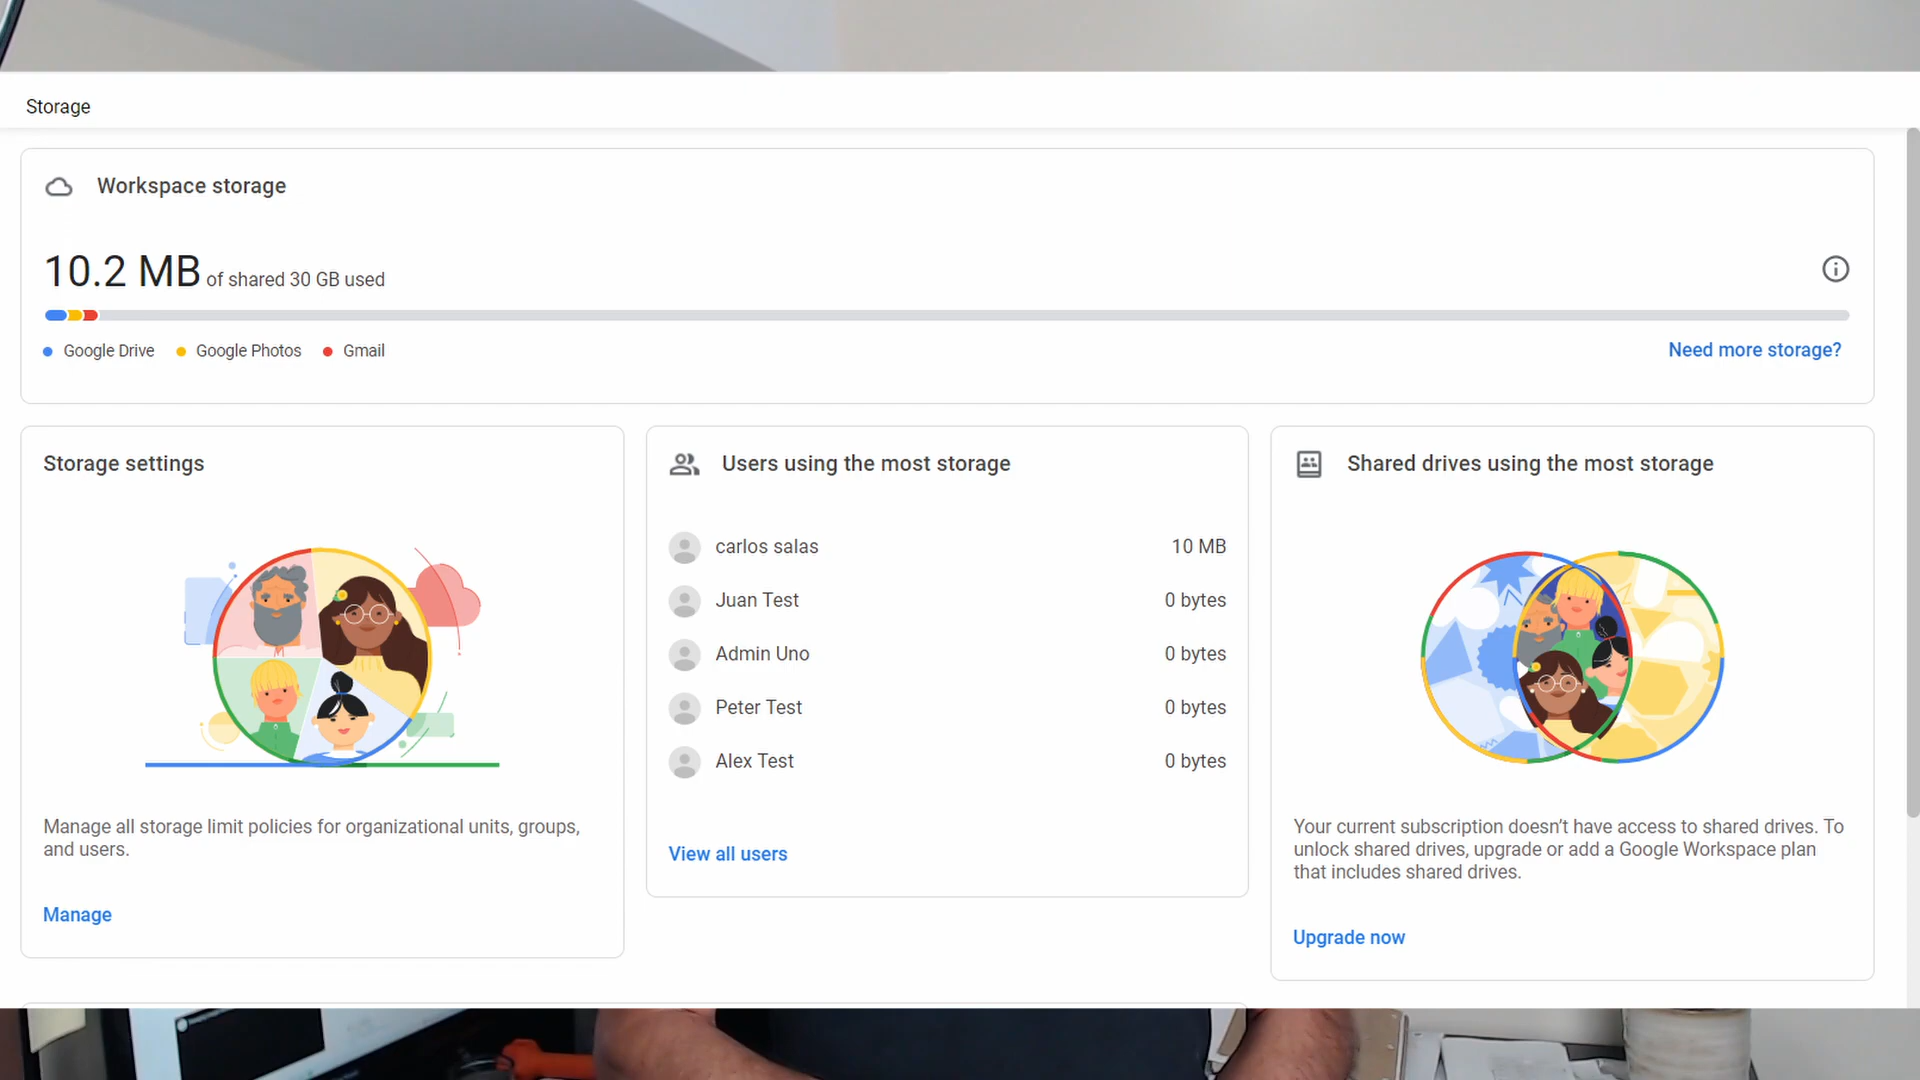 Storage
Workspace storage
10.2 MB of shared 30 GB used
Google Drive Google Photos Gmail
Need more storage?
Storage settings
Manage all storage limit policies for organizational units, groups,
and users.
Manage
Users using the most storage
carlos salas 10 MB
Juan Test 0 bytes
Admin Uno 0 bytes
Peter Test 0 bytes
Alex Test 0 bytes
View all users
Shared drives using the most storage
Your current subscription doesn’t have access to shared drives. To
unlock shared drives, upgrade or add a Google Workspace plan
that includes shared drives.
Upgrade now